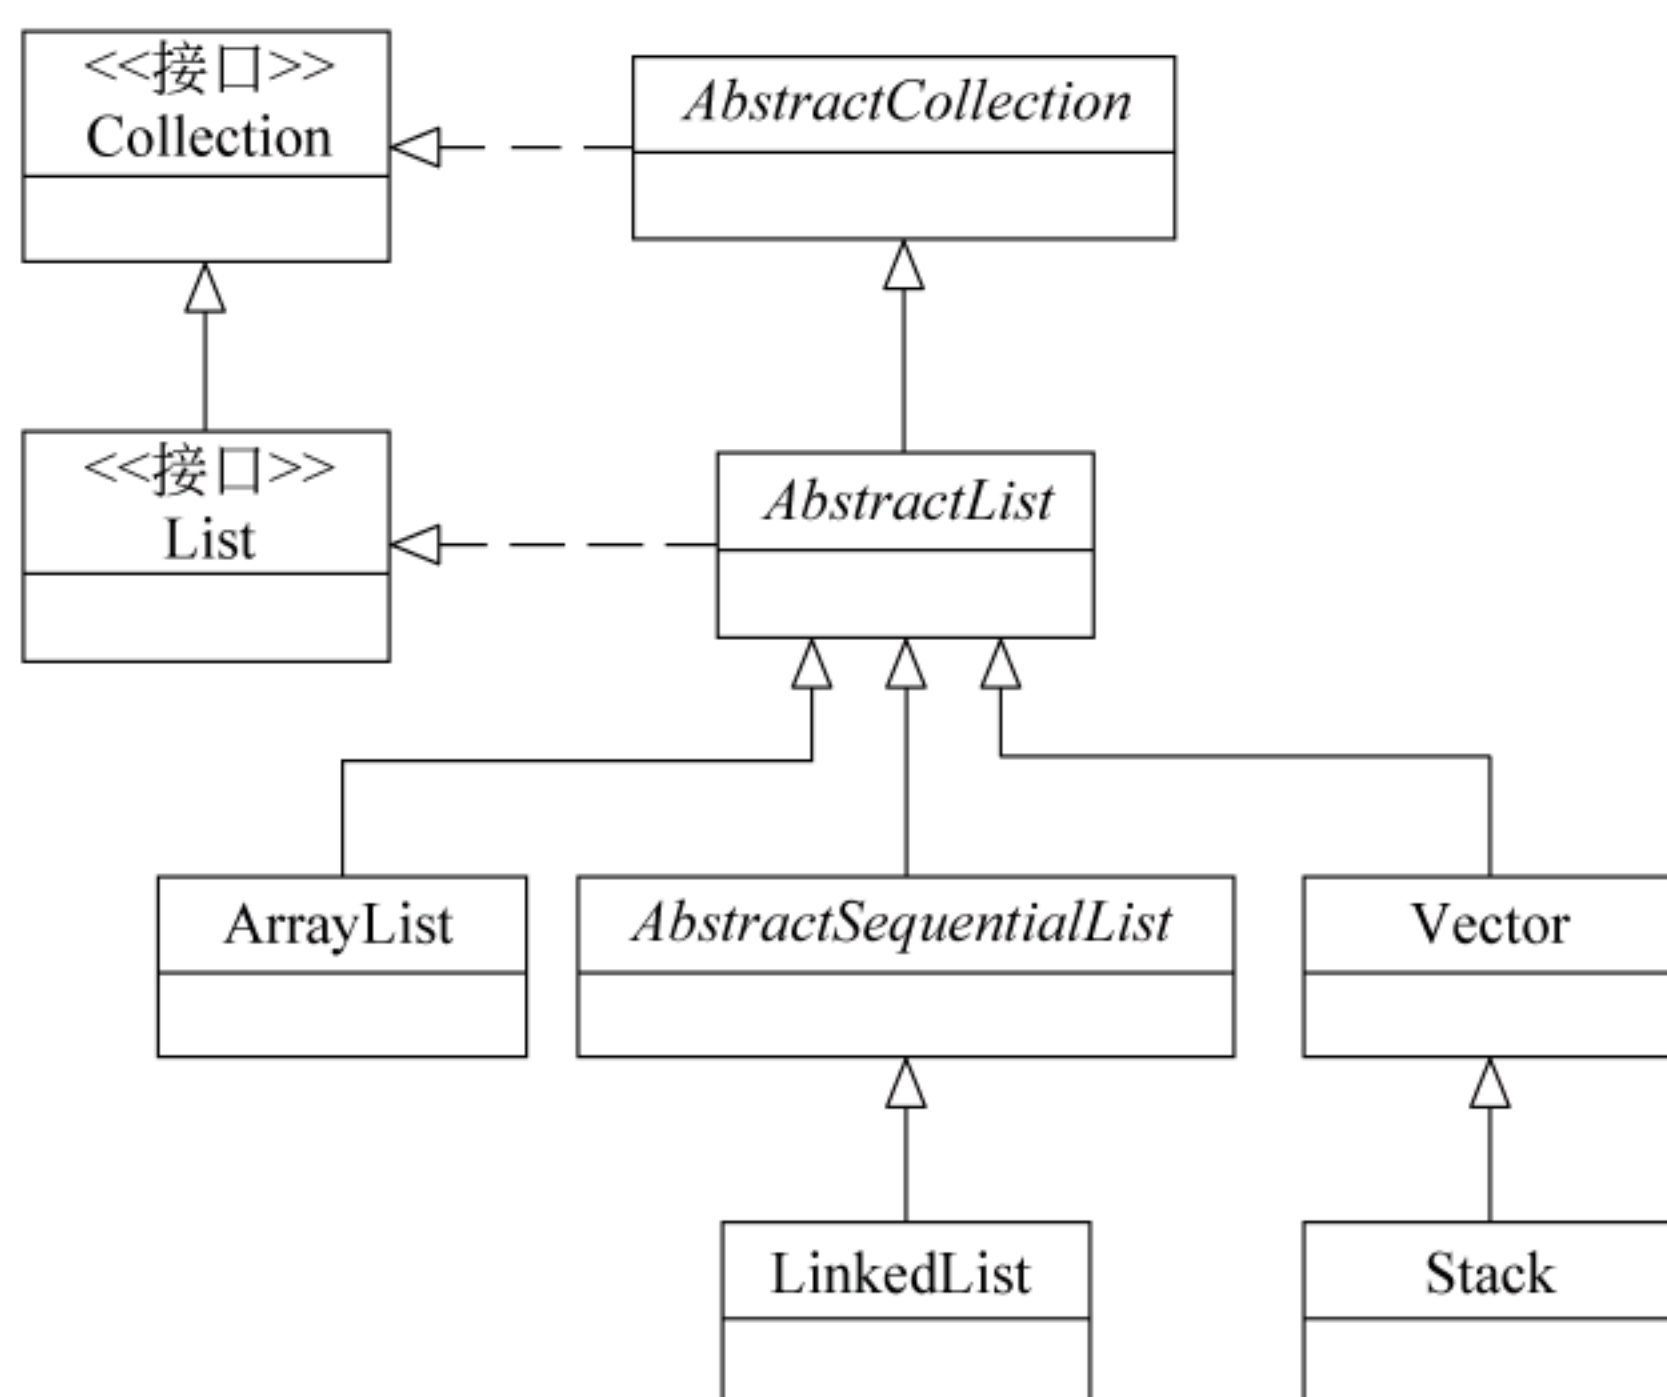 <<接口>>
Collection
AbstractCollection
<<接口>>
List
AbstractList
ArrayList
AbstractSequentialList
Vector
LinkedList
Stack